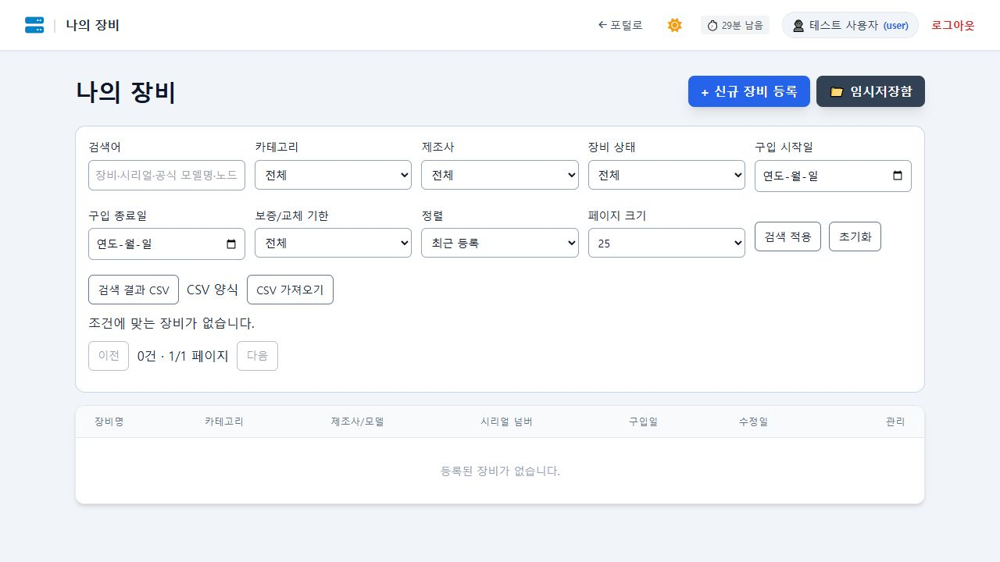 나의 장비
← 포털로
29분 남음
테스트 사용자 (user)
로그아웃
나의 장비
+ 신규 장비 등록
임시저장함
검색어
카테고리
제조사
장비 상태
구입 시작일
장비·시리얼·공식 모델명·노드
전체
전체
전체
연도-월-일
구입 종료일
보증/교체 기한
정렬
페이지 크기
연도-월-일
전체
최근 등록
25
검색 적용
초기화
검색 결과 CSV
CSV 양식
CSV 가져오기
조건에 맞는 장비가 없습니다.
이전
0건 · 1/1 페이지
다음
장비명
카테고리
제조사/모델
시리얼 넘버
구입일
수정일
관리
등록된 장비가 없습니다.